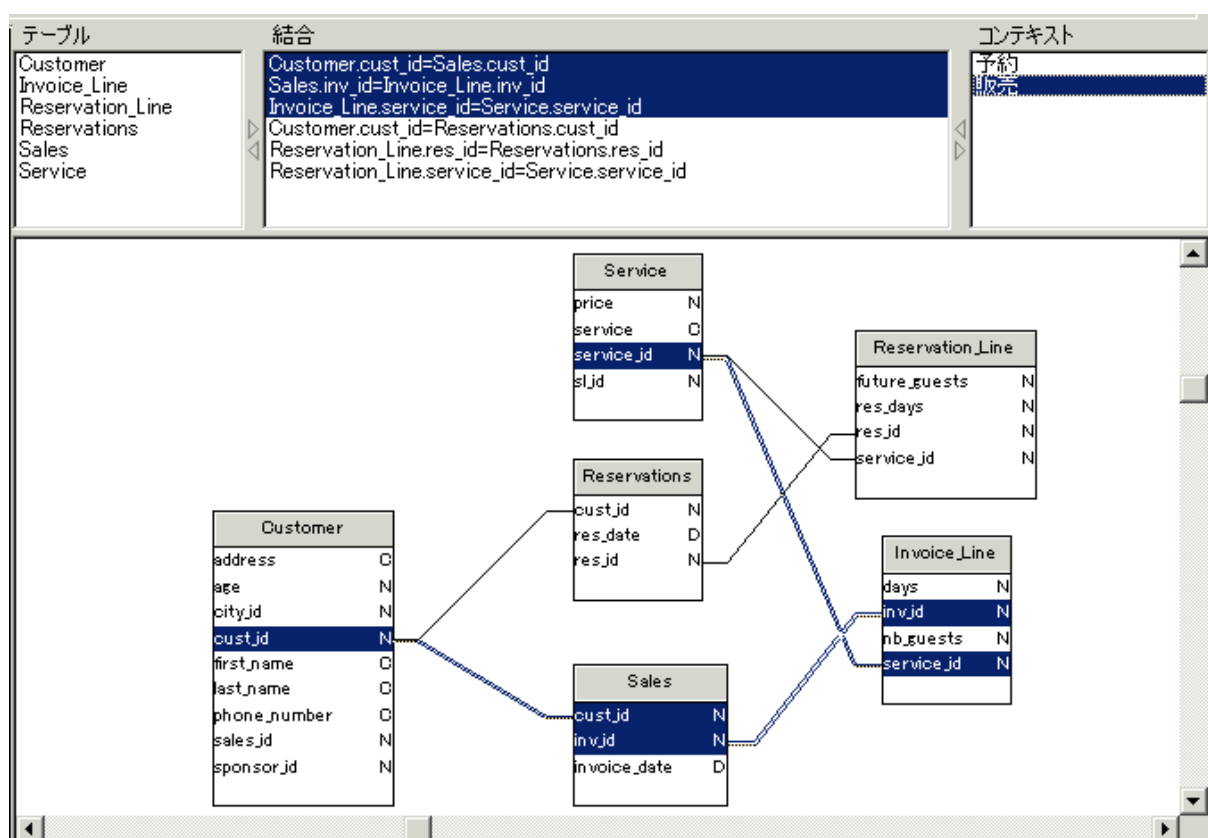 テーブル
結合
コンテキスト
Customer
Invoice_Line
Reservation_Line
Reservations
Sales
Service
Customer.cust_id=Sales.cust_id
Sales.inv_id=Invoice_Line.inv_id
Invoice_Line.service_id=Service.service_id
Customer.cust_id=Reservations.cust_id
Reservation_Line.res_id=Reservations.res_id
Reservation_Line.service_id=Service.service_id
予約
販売
Service
price N
service C
service_id N
sl_id N
Reservation_Line
future_guests N
res_days N
res_id N
service_id N
Reservations
cust_id N
res_date D
res_id N
Customer
address C
age N
city_id N
cust_id N
first_name C
last_name C
phone_number C
sales_id N
sponsor_id N
Invoice_Line
days N
inv_id N
nb_guests N
service_id N
Sales
cust_id N
inv_id N
invoice_date D